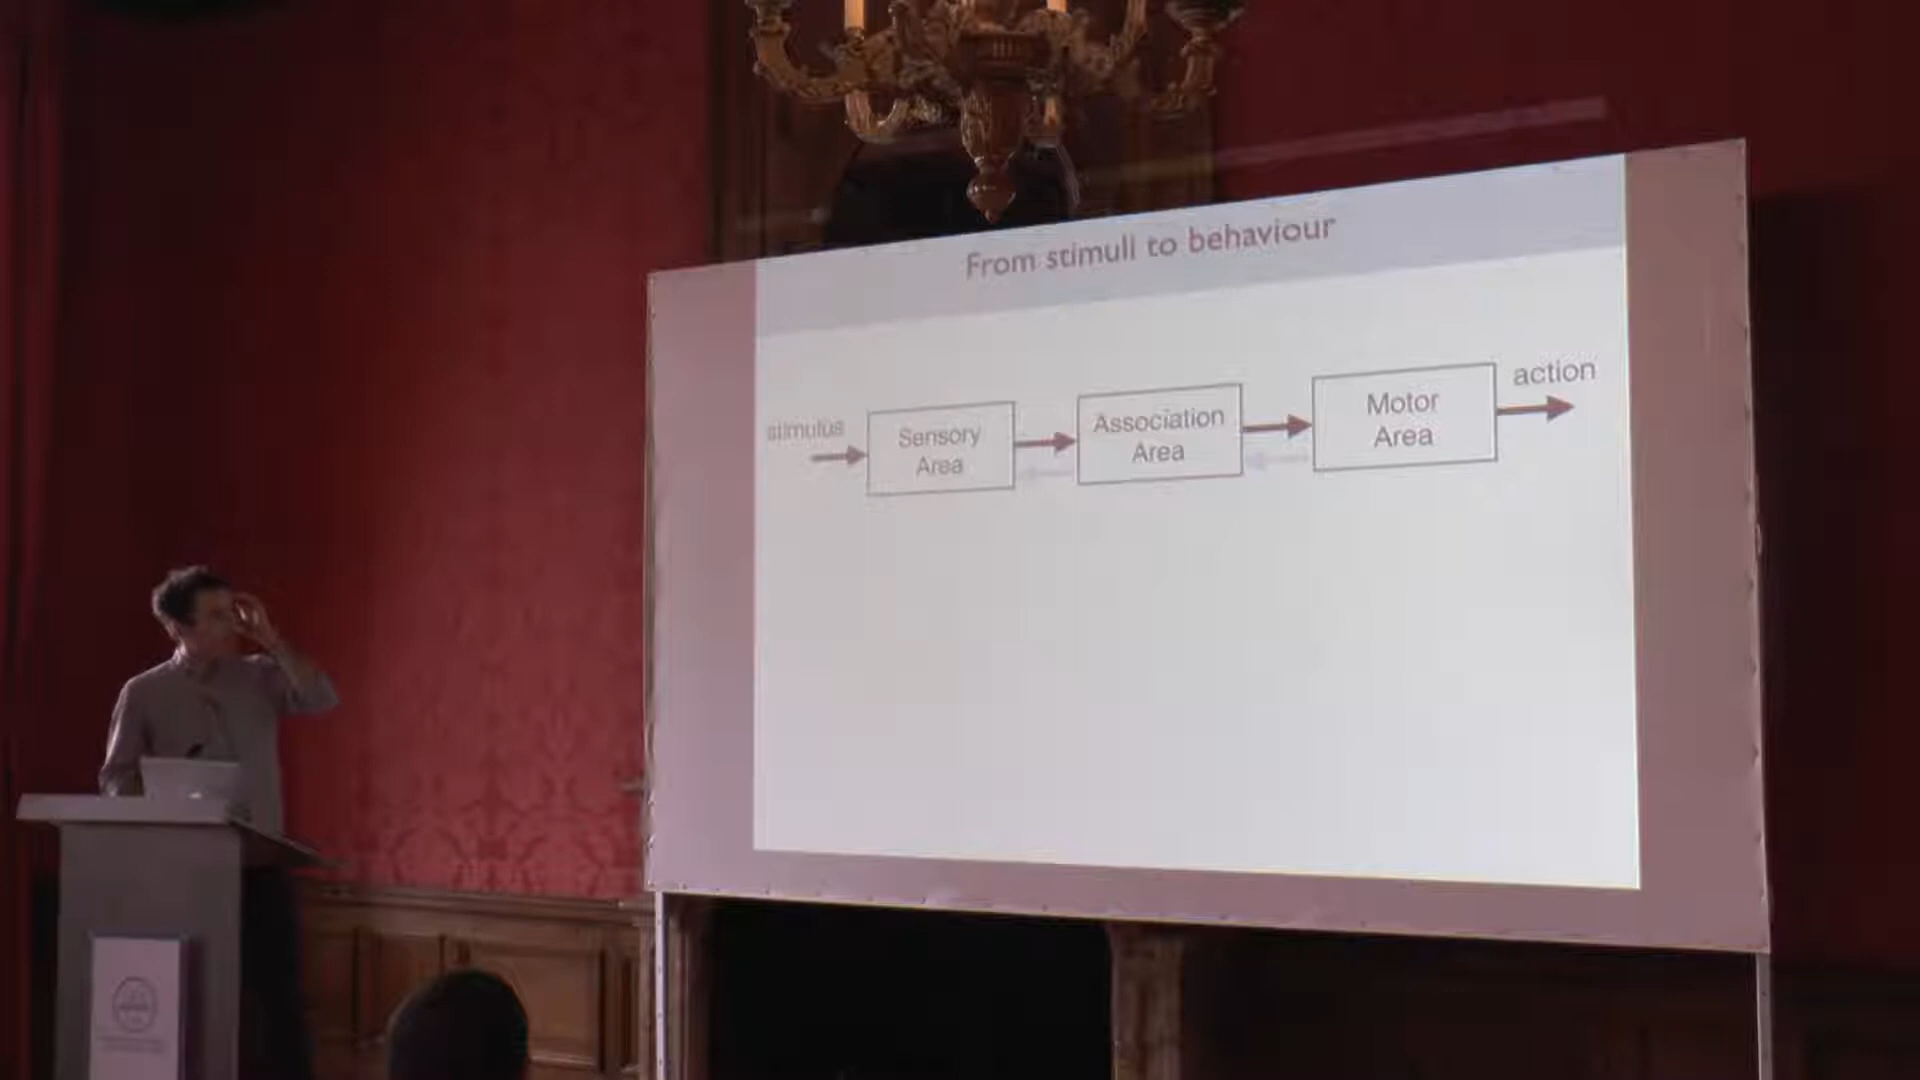 From stimuli to behaviour
stimulus
Sensory
Area
Association
Area
Motor
Area
action